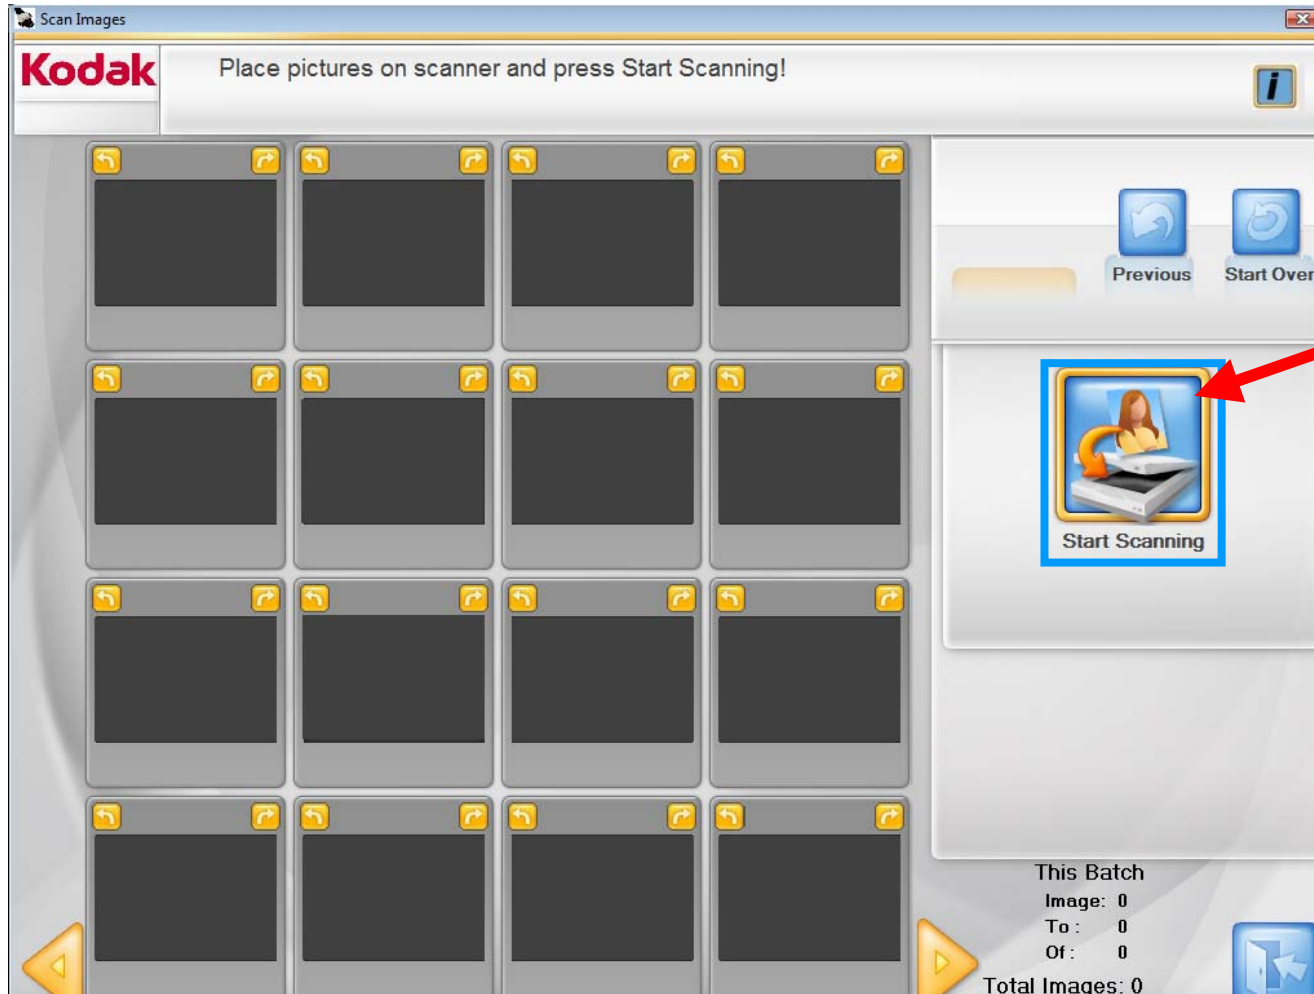 Scan Images
Kodak
Place pictures on scanner and press Start Scanning!
i
Previous
Start Over
Start Scanning
This Batch
Image: 0
To : 0
Of : 0
Total Images: 0